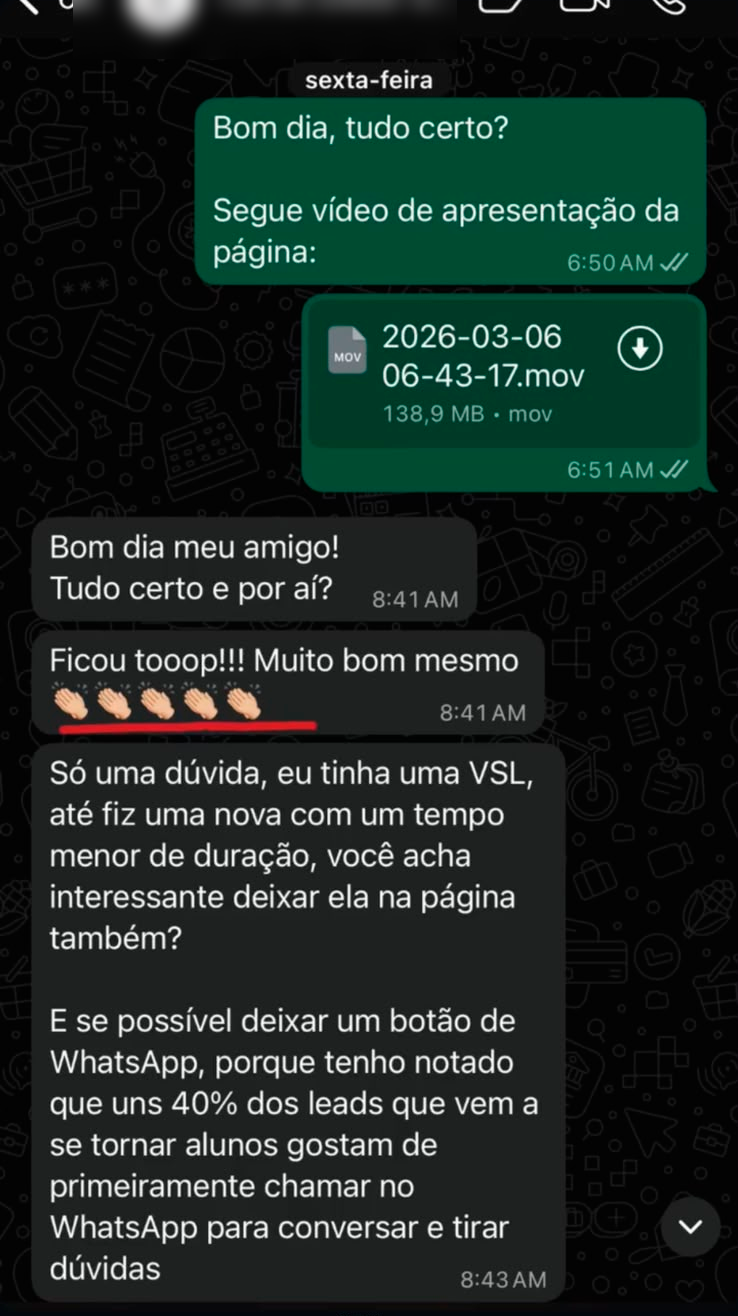 sexta-feira
Bom dia, tudo certo?
Segue vídeo de apresentação da
página:
6:50 AM
MOV
2026-03-06
06-43-17.mov
138,9 MB • mov
6:51 AM
Bom dia meu amigo!
Tudo certo e por aí?
8:41 AM
Ficou tooop!!! Muito bom mesmo
👏🏼👏🏼👏🏼👏🏼👏🏼
8:41 AM
Só uma dúvida, eu tinha uma VSL,
até fiz uma nova com um tempo
menor de duração, você acha
interessante deixar ela na página
também?
E se possível deixar um botão de
WhatsApp, porque tenho notado
que uns 40% dos leads que vem a
se tornar alunos gostam de
primeiramente chamar no
WhatsApp para conversar e tirar
dúvidas
8:43 AM